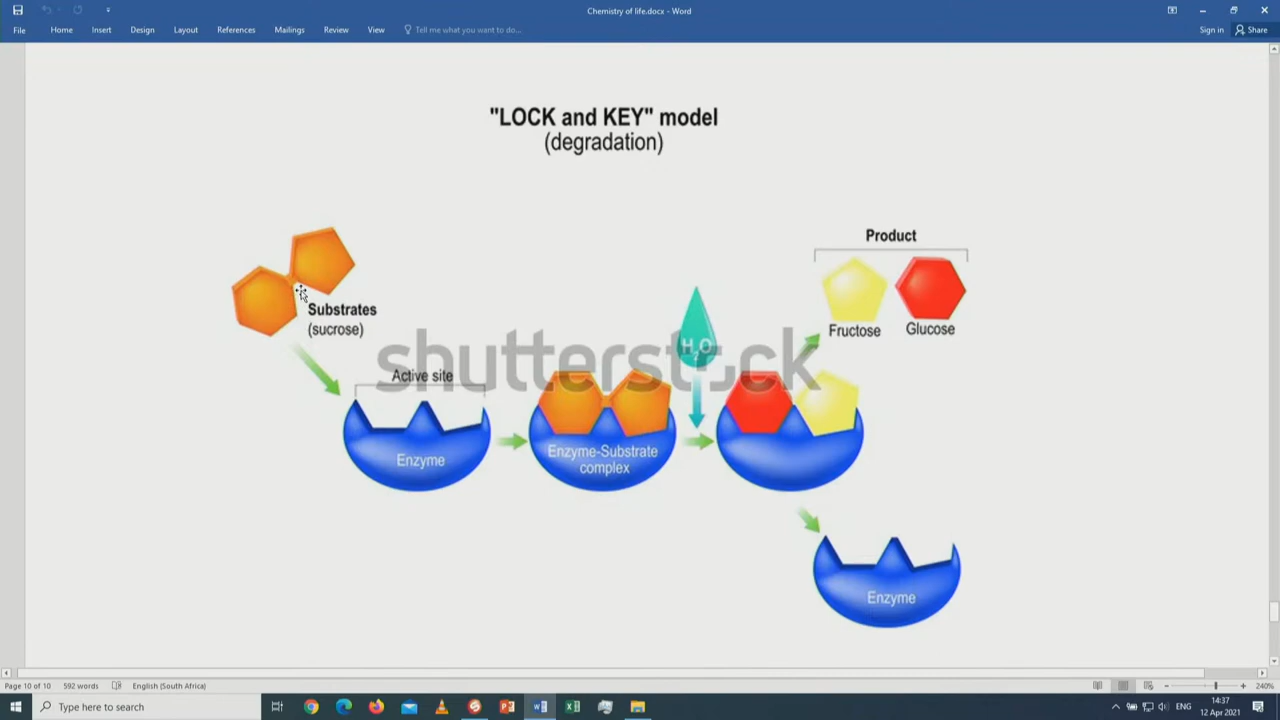 Chemistry of life.docx - Word
File Home Insert Design Layout References Mailings Review View Tell me what you want to do... Sign in Share
"LOCK and KEY" model
(degradation)
Product
Substrates
(sucrose)
Fructose Glucose
H2O
shutterstock
Active site
Enzyme
Enzyme-Substrate
complex
Enzyme
Page 10 of 10 592 words English (South Africa) 240%
Type here to search
ENG
14:37
12 Apr 2021